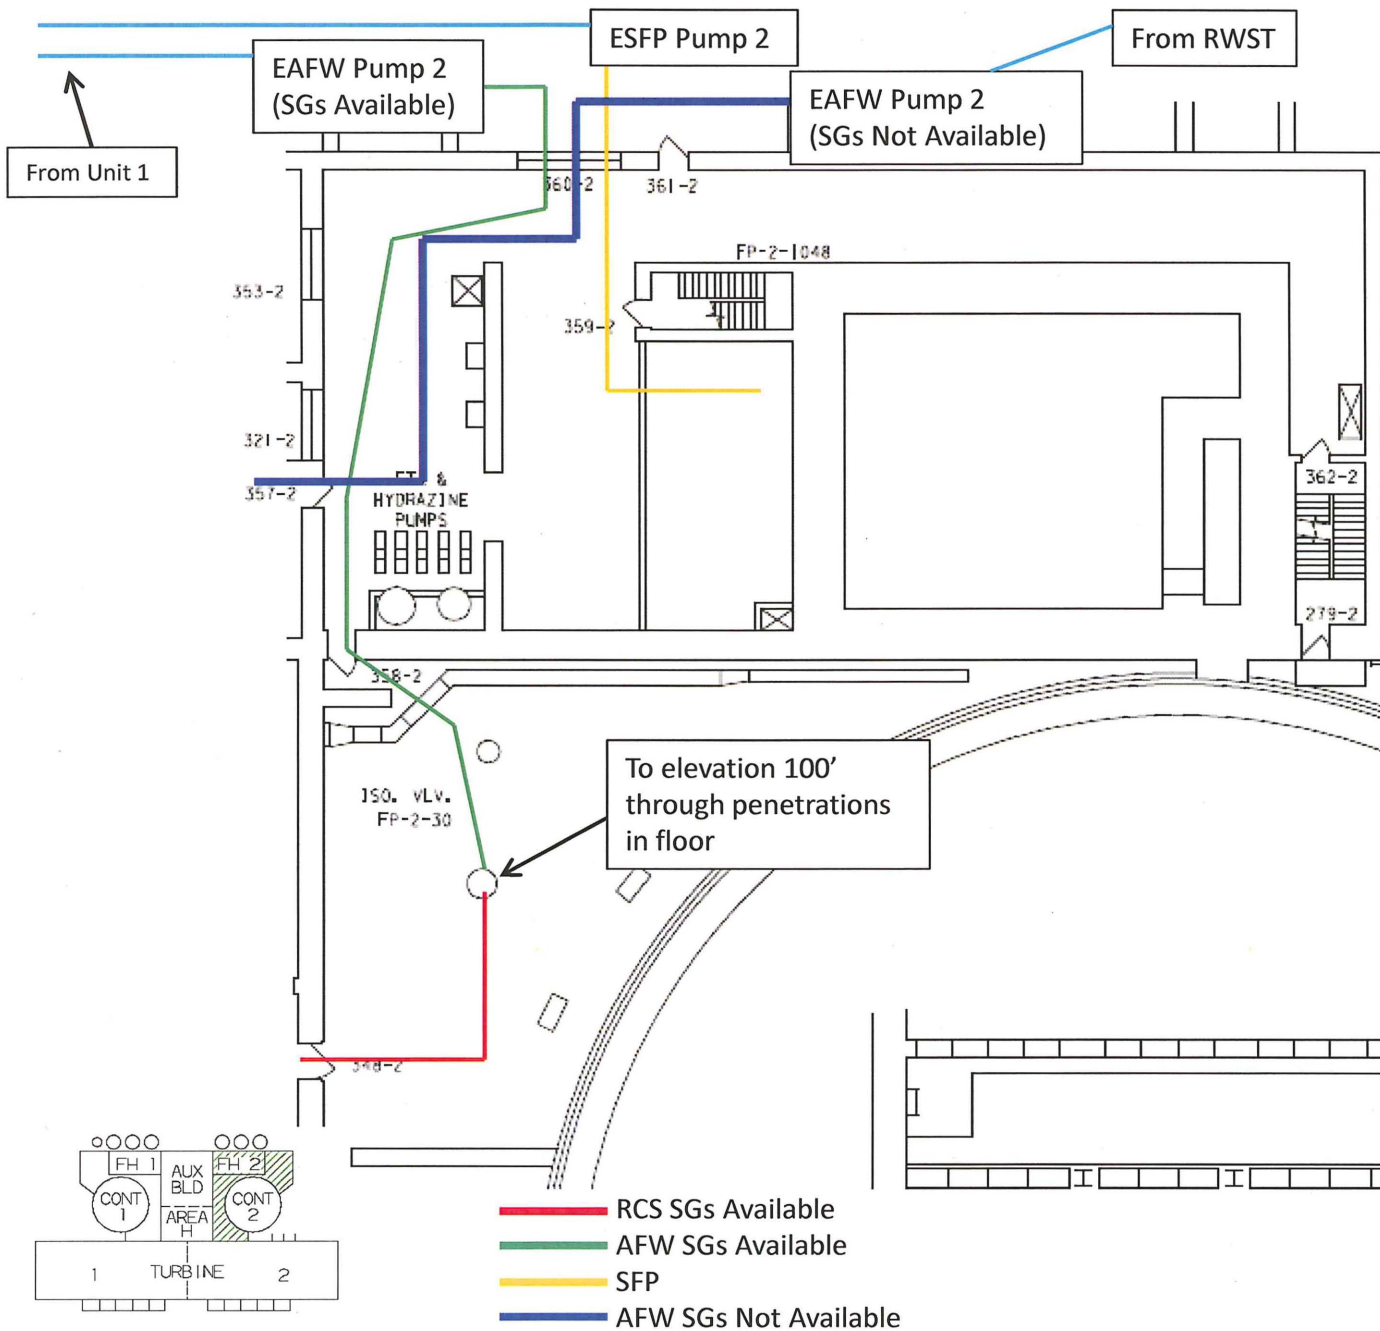 ESFP Pump 2
From RWST
EAFW Pump 2
(SGs Available)
EAFW Pump 2
(SGs Not Available)
From Unit 1
360-2
361-2
FP-2-1048
353-2
359-2
321-2
357-2
&
HYDRAZINE
PUMPS
362-2
279-2
358-2
To elevation 100’
through penetrations
in floor
ISO. VLV.
FP-2-30
348-2
FH 1
AUX
BLD
FH 2
CONT
1
CONT
2
AREA
H
1
TURBINE
2
RCS SGs Available
AFW SGs Available
SFP
AFW SGs Not Available